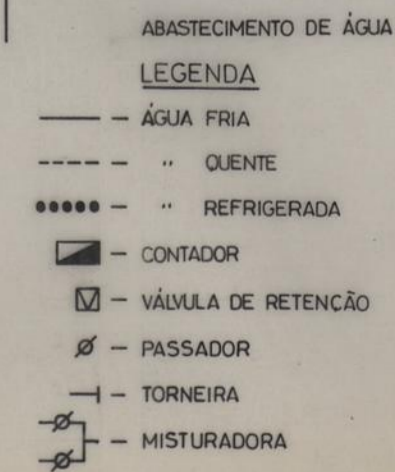 ABASTECIMENTO DE ÁGUA
LEGENDA
— ÁGUA FRIA
— " QUENTE
— " REFRIGERADA
— CONTADOR
— VÁLVULA DE RETENÇÃO
— PASSADOR
— TORNEIRA
— MISTURADORA